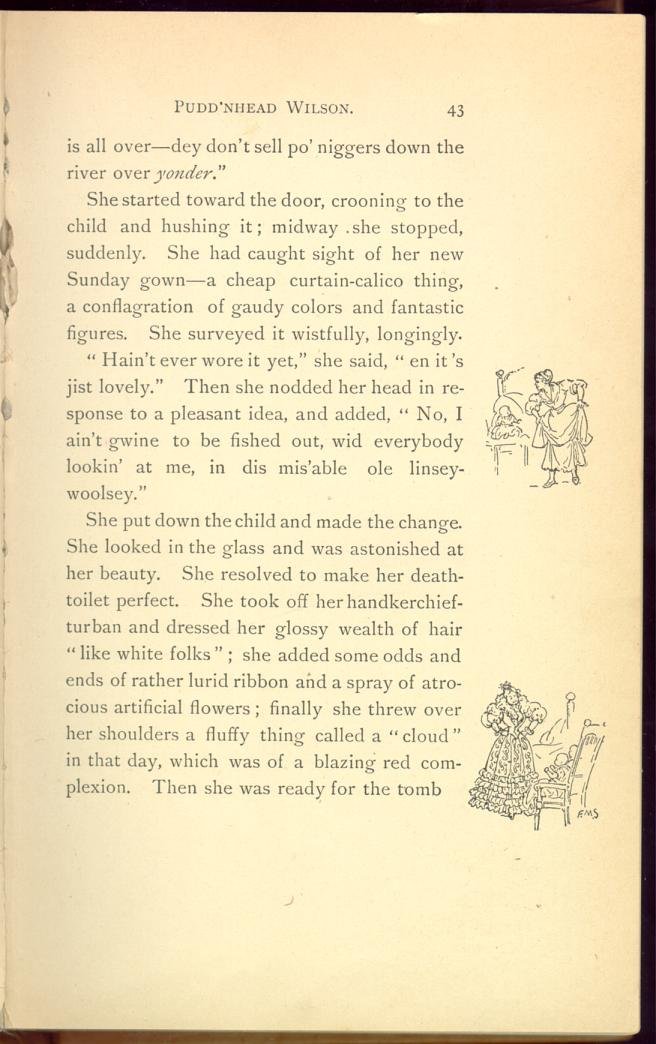 PUDD'NHEAD WILSON. 43
is all over—dey don't sell po' niggers down the
river over yonder."
She started toward the door, crooning to the
child and hushing it; midway .she stopped,
suddenly. She had caught sight of her new
Sunday gown—a cheap curtain-calico thing,
a conflagration of gaudy colors and fantastic
figures. She surveyed it wistfully, longingly.
"Hain't ever wore it yet," she said, "en it's
jist lovely." Then she nodded her head in re-
sponse to a pleasant idea, and added, "No, I
ain't gwine to be fished out, wid everybody
lookin' at me, in dis mis'able ole linsey-
woolsey."
She put down the child and made the change.
She looked in the glass and was astonished at
her beauty. She resolved to make her death-
toilet perfect. She took off her handkerchief-
turban and dressed her glossy wealth of hair
"like white folks"; she added some odds and
ends of rather lurid ribbon and a spray of atro-
cious artificial flowers; finally she threw over
her shoulders a fluffy thing called a "cloud"
in that day, which was of a blazing red com-
plexion. Then she was ready for the tomb
F.M.S